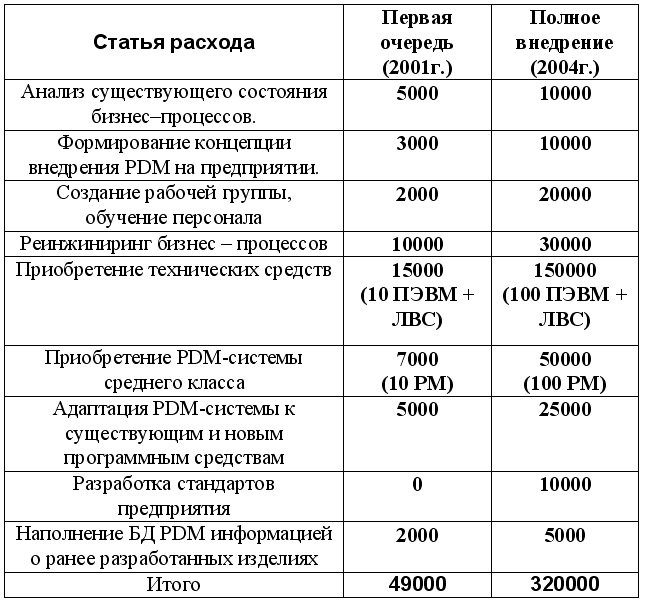 Статья расхода
Первая
очередь
(2001г.)
Полное
внедрение
(2004г.)
Анализ существующего состояния
бизнес–процессов.
5000
10000
Формирование концепции
внедрения PDM на предприятии.
3000
10000
Создание рабочей группы,
обучение персонала
2000
20000
Реинжиниринг бизнес – процессов
10000
30000
Приобретение технических средств
15000
(10 ПЭВМ +
ЛВС)
150000
(100 ПЭВМ +
ЛВС)
Приобретение PDM-системы
среднего класса
7000
(10 РМ)
50000
(100 РМ)
Адаптация PDM-системы к
существующим и новым
программным средствам
5000
25000
Разработка стандартов
предприятия
0
10000
Наполнение БД PDM информацией
о ранее разработанных изделиях
2000
5000
Итого
49000
320000